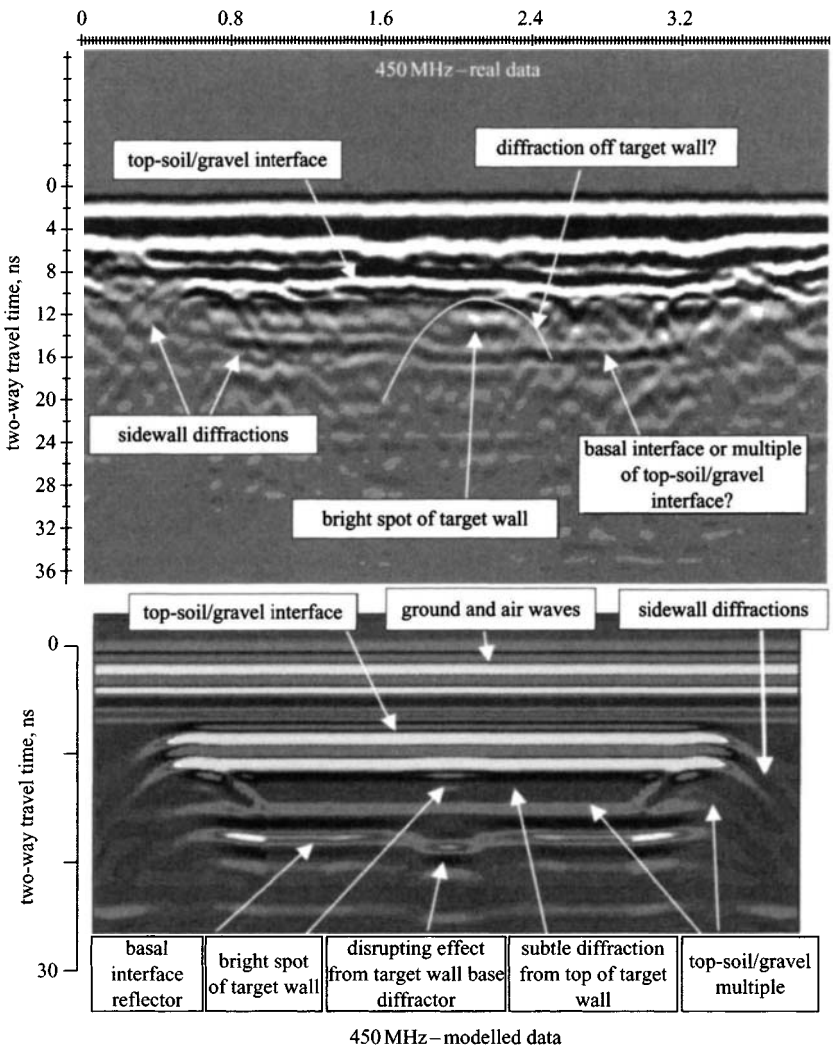 0 0.8 1.6 2.4 3.2
450 MHz – real data
top-soil/gravel interface
diffraction off target wall?
two-way travel time, ns
0
4
8
12
16
20
24
28
32
36
sidewall diffractions
basal interface or multiple
of top-soil/gravel
interface?
bright spot of target wall
top-soil/gravel interface
ground and air waves
sidewall diffractions
two-way travel time, ns
0
30
basal
interface
reflector
bright spot
of target wall
disrupting effect
from target wall base
diffractor
subtle diffraction
from top of target
wall
top-soil/gravel
multiple
450 MHz – modelled data